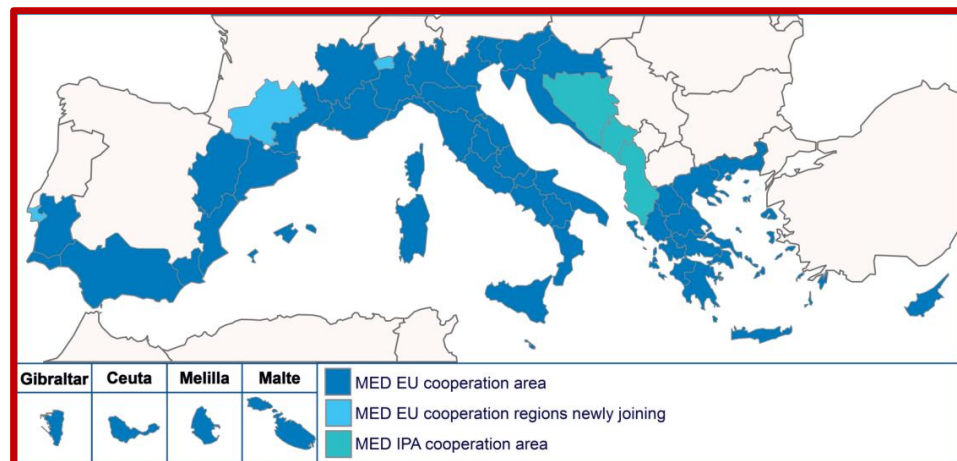 Gibraltar
Ceuta
Melilla
Malte
MED EU cooperation area
MED EU cooperation regions newly joining
MED IPA cooperation area